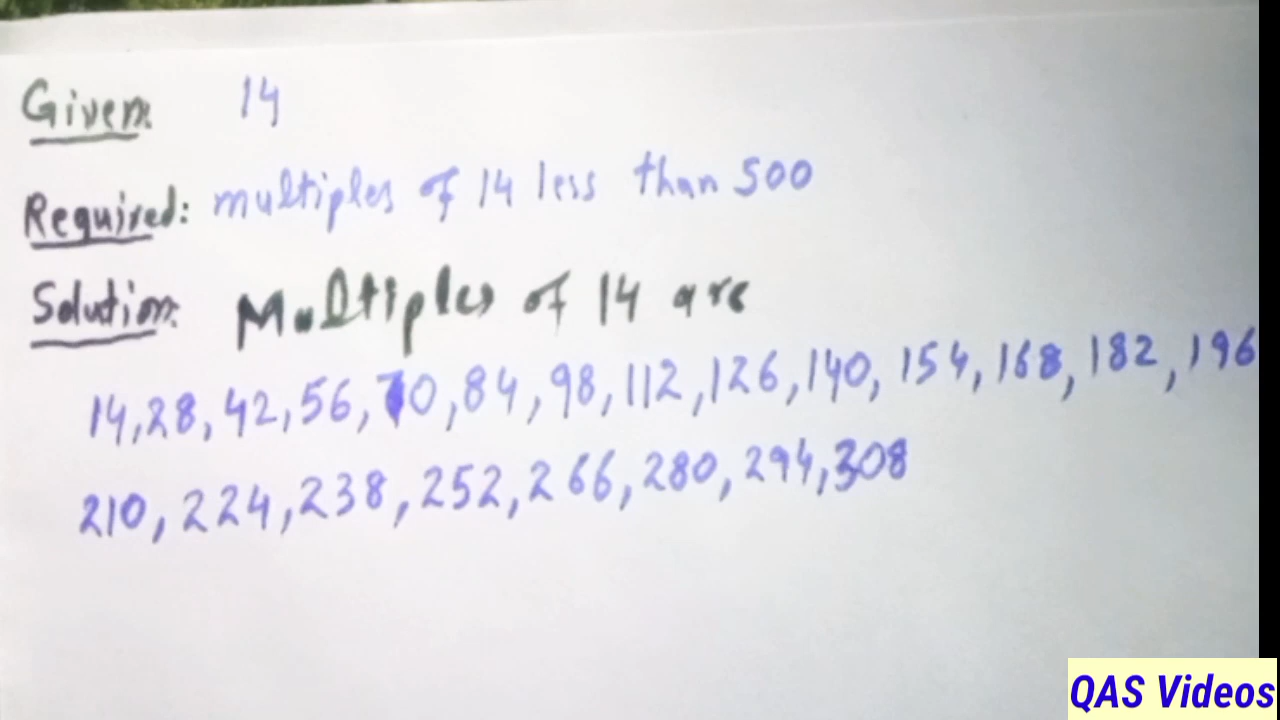 Given: 14
Required: multiples of 14 less than 500
Solution: Multiples of 14 are
14,28,42,56,70,84,98,112,126,140,154,168,182,196
210,224,238,252,266,280,294,308
QAS Videos